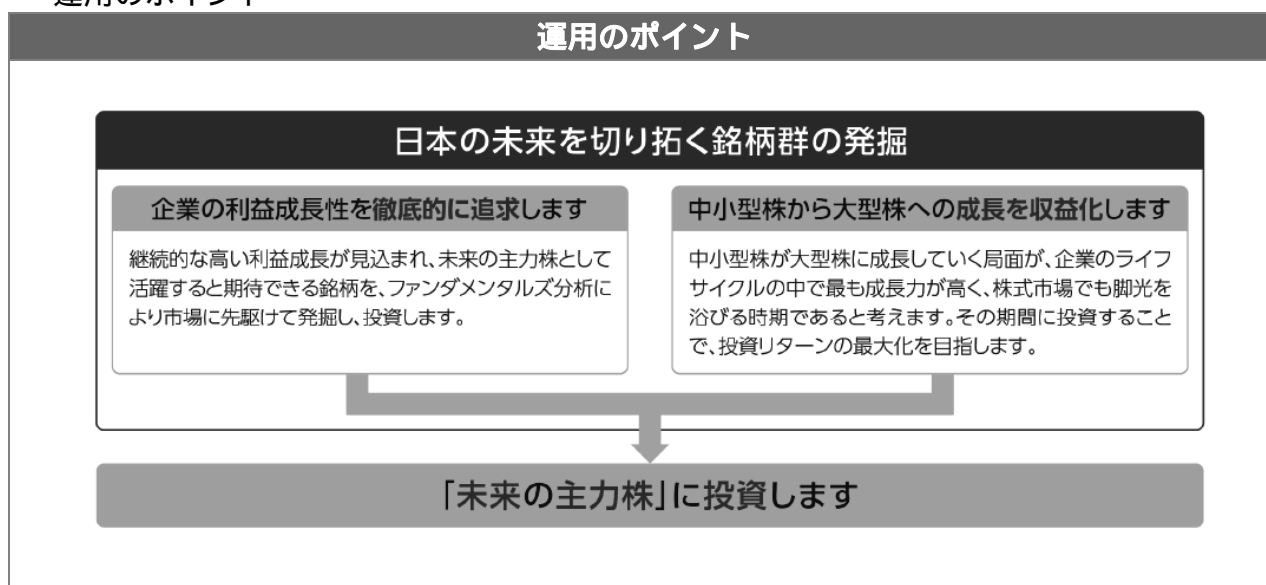 運用のポイント
運用のポイント
日本の未来を切り拓く銘柄群の発掘
企業の利益成長性を徹底的に追求します
継続的な高い利益成長が見込まれ、未来の主力株として
活躍すると期待できる銘柄を、ファンダメンタルズ分析に
より市場に先駆けて発掘し、投資します。
中小型株から大型株への成長を収益化します
中小型株が大型株に成長していく局面が、企業のライフ
サイクルの中で最も成長力が高く、株式市場でも脚光を
浴びる時期であると考えます。その期間に投資すること
で、投資リターンの最大化を目指します。
「未来の主力株」に投資します